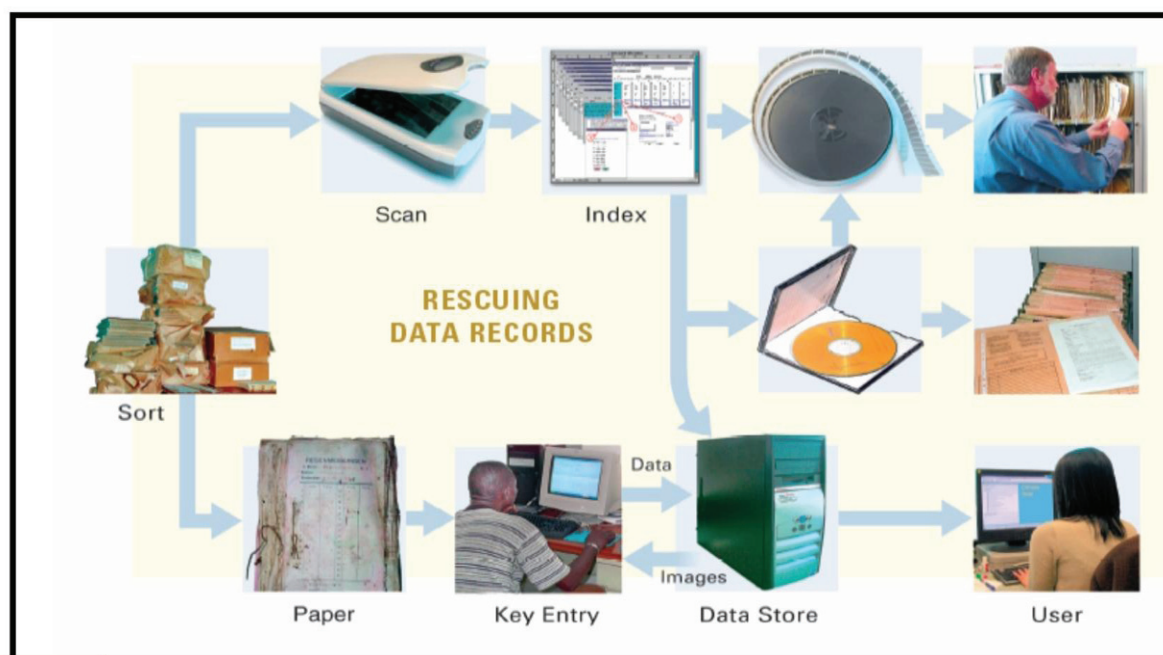 Scan
Index
RESCUING
DATA RECORDS
Sort
Data
Images
Paper
Key Entry
Data Store
User